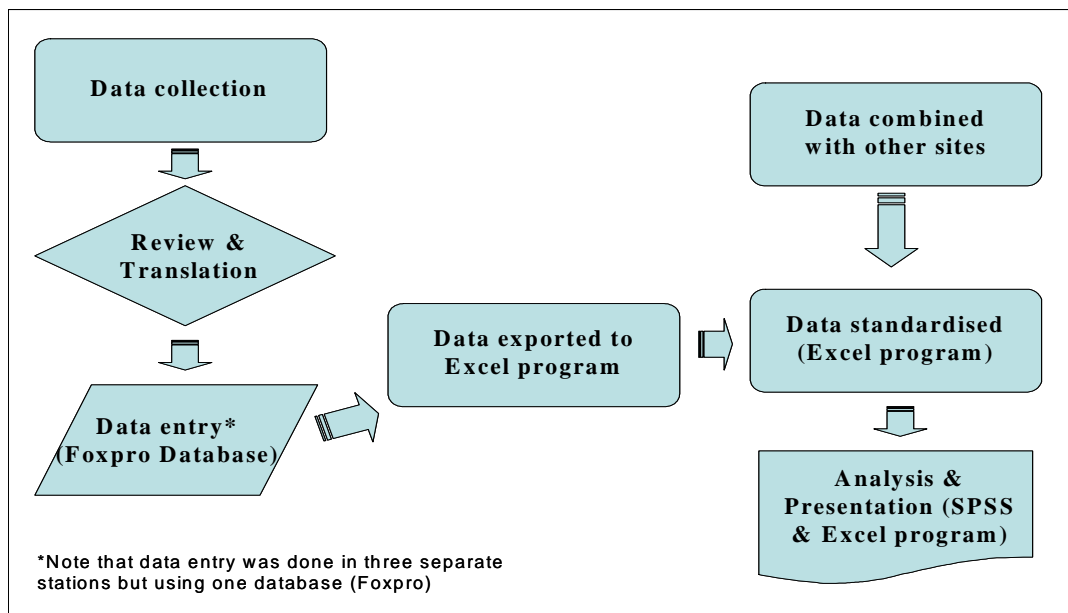 Data collection
Review &
Translation
Data entry*
(Foxpro Database)
Data exported to
Excel program
Data combined
with other sites
Data standardised
(Excel program)
Analysis &
Presentation (SPSS
& Excel program)
*Note that data entry was done in three separate
stations but using one database (Foxpro)